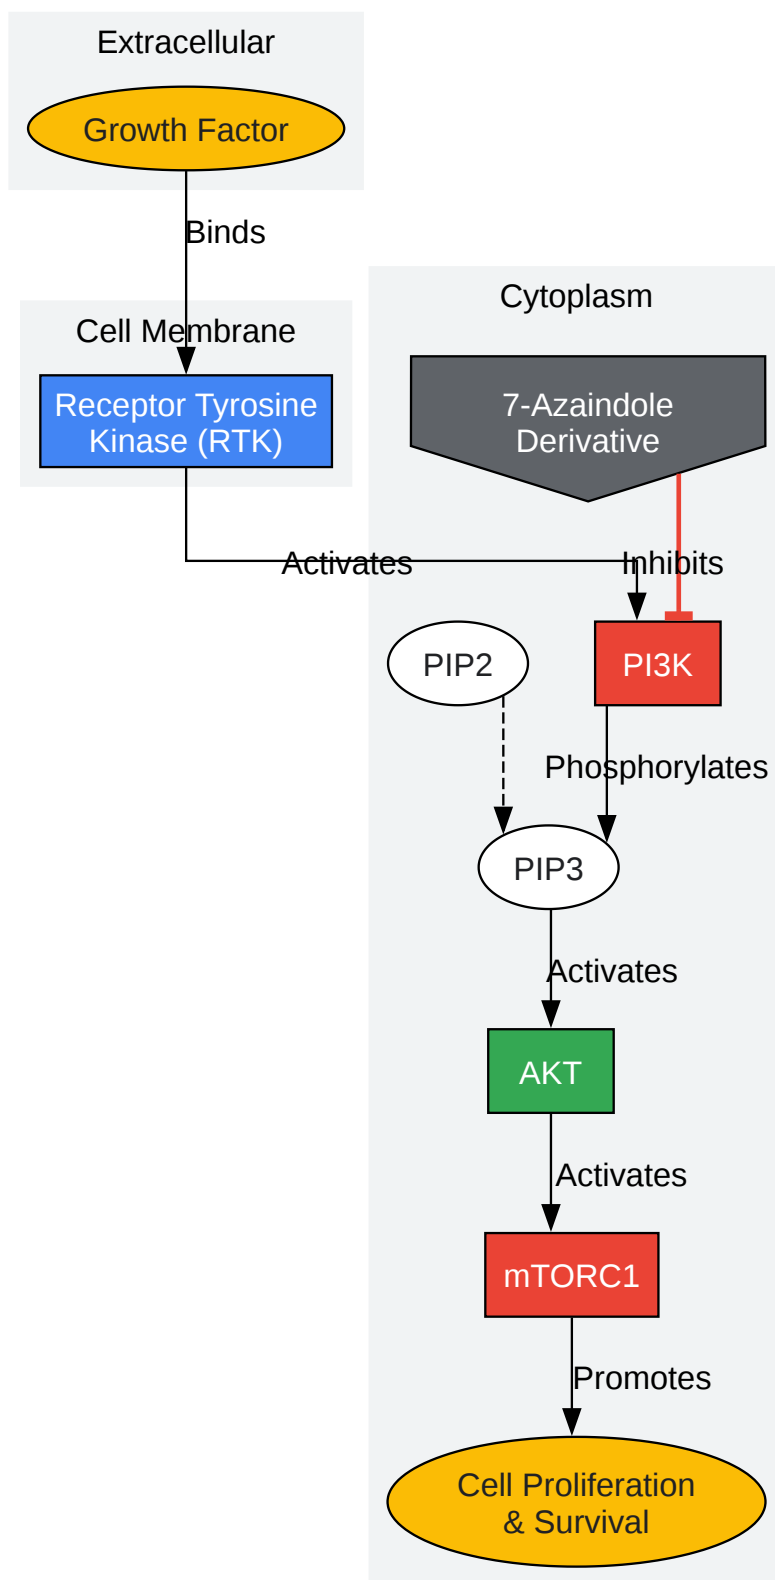 Extracellular
Growth Factor
Binds
Cytoplasm
Cell Membrane
Receptor Tyrosine
Kinase (RTK)
7-Azaindole
Derivative
Activates
Inhibits
PIP2
PI3K
Phosphorylates
PIP3
Activates
AKT
Activates
mTORC1
Promotes
Cell Proliferation
& Survival